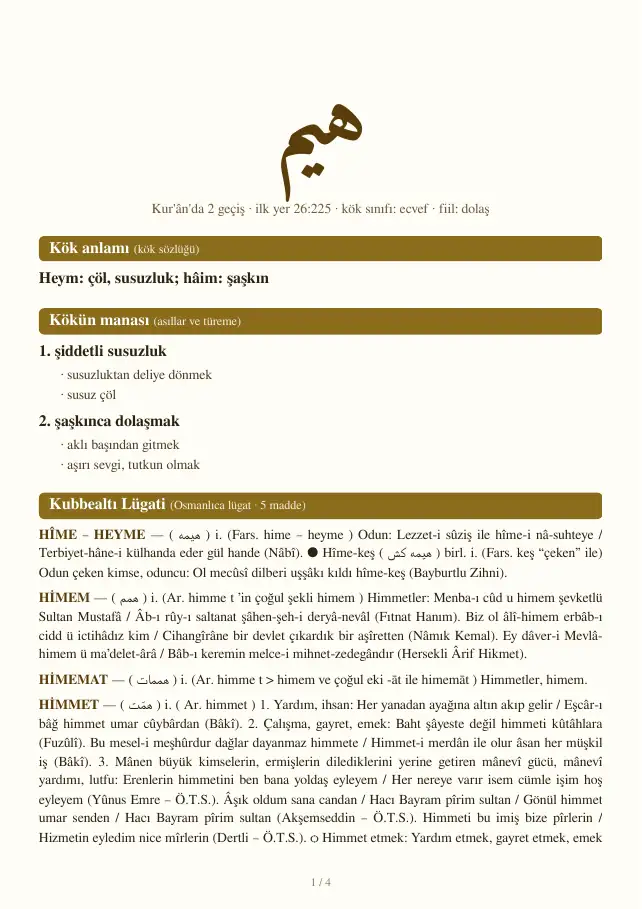 هيم
Kur'ân'da 2 geçiş · ilk yer 26:225 · kök sınıfı: ecvef · fiil: dolaş
Kök anlamı (kök sözlüğü)
Heym: çöl, susuzluk; hâim: şaşkın
Kökün manası (asıllar ve türeme)
1. şiddetli susuzluk
· susuzluktan deliye dönmek
· susuz çöl
2. şaşkınca dolaşmak
· aklı başından gitmek
· aşırı sevgi, tutkun olmak
Kubbealtı Lügati (Osmanlıca lügat · 5 madde)
HÎME – HEYME — ( هيمه ) i. (Fars. hime – heyme ) Odun: Lezzet-i sûziş ile hîme-i nâ-suhteye /
Terbiyet-hâne-i külhanda eder gül hande (Nâbî). ● Hîme-keş ( هيمه كش ) birl. i. (Fars. keş “çeken” ile)
Odun çeken kimse, oduncu: Ol mecûsî dilberi uşşâkı kıldı hîme-keş (Bayburtlu Zihni).
HİMEM — ( همم ) i. (Ar. himme t ’in çoğul şekli himem ) Himmetler: Menba-ı cûd u himem şevketlü
Sultan Mustafâ / Âb-ı rûy-ı saltanat şâhen-şeh-i deryâ-nevâl (Fıtnat Hanım). Biz ol âlî-himem erbâb-ı
cidd ü ictihâdız kim / Cihangîrâne bir devlet çıkardık bir aşîretten (Nâmık Kemal). Ey dâver-i Mevlâ-
himem ü ma’delet-ârâ / Bâb-ı keremin melce-i mihnet-zedegândır (Hersekli Ârif Hikmet).
HİMEMAT — ( هممات ) i. (Ar. himme t > himem ve çoğul eki -āt ile himemāt ) Himmetler, himem.
HİMMET — ( همّت ) i. ( Ar. himmet ) 1. Yardım, ihsan: Her yanadan ayağına altın akıp gelir / Eşcâr-ı
bâğ himmet umar cûybârdan (Bâkî). 2. Çalışma, gayret, emek: Baht şâyeste değil himmeti kûtâhlara
(Fuzûlî). Bu mesel-i meşhûrdur dağlar dayanmaz himmete / Himmet-i merdân ile olur âsan her müşkil
iş (Bâkî). 3. Mânen büyük kimselerin, ermişlerin dilediklerini yerine getiren mânevî gücü, mânevî
yardımı, lutfu: Erenlerin himmetini ben bana yoldaş eyleyem / Her nereye varır isem cümle işim hoş
eyleyem (Yûnus Emre – Ö.T.S.). Âşık oldum sana candan / Hacı Bayram pîrim sultan / Gönül himmet
umar senden / Hacı Bayram pîrim sultan (Akşemseddin – Ö.T.S.). Himmeti bu imiş bize pîrlerin /
Hizmetin eyledim nice mîrlerin (Dertli – Ö.T.S.). ѻ Himmet etmek: Yardım etmek, gayret etmek, emek
1 / 4